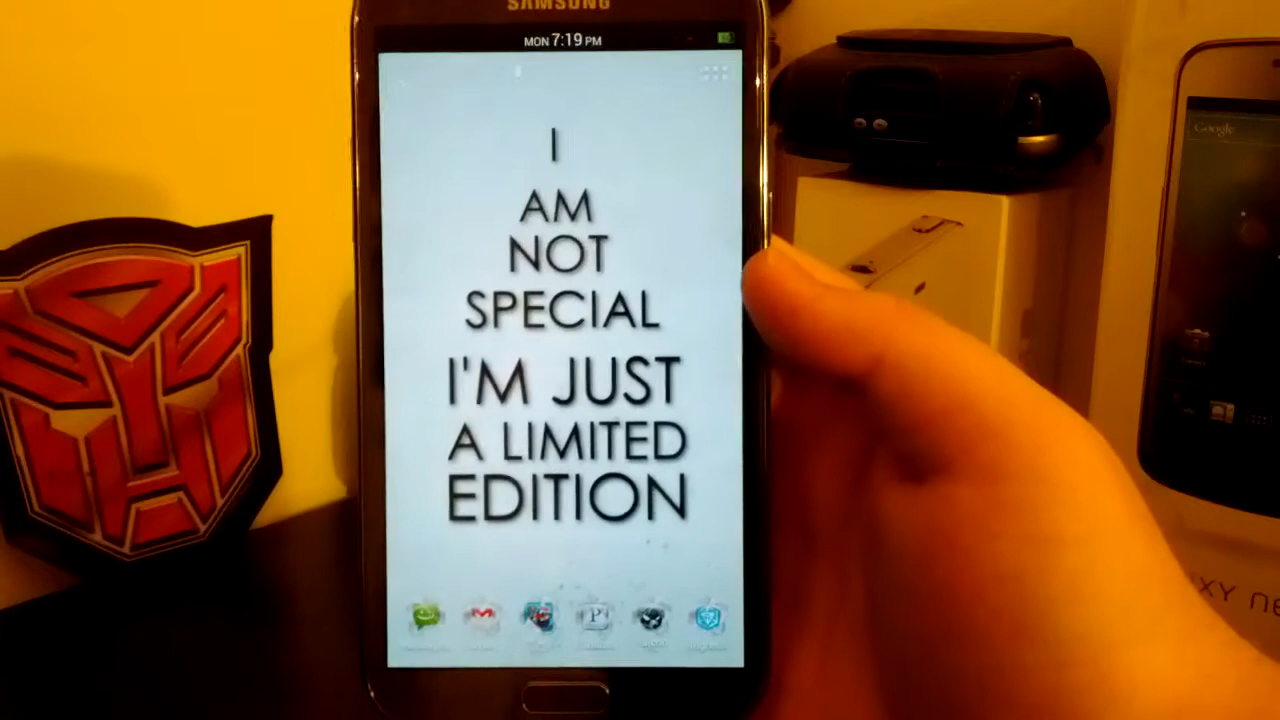 SAMSUNG
MON 7:19 PM
I
AM
NOT
SPECIAL
I'M JUST
A LIMITED
EDITION
Google
P